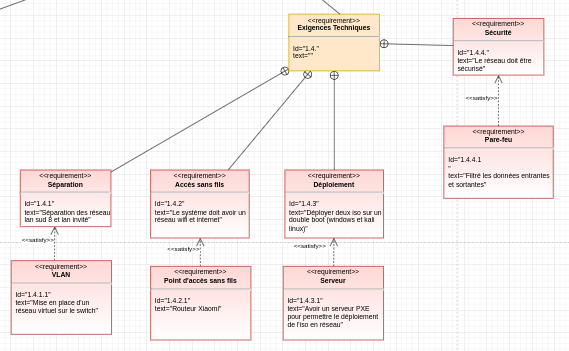 <<requirement>>
Exigences Techniques
Id="1.4."
text=""
<<requirement>>
Sécurité
Id="1.4.4."
text="Le réseau doit être
sécurisé"
<<satisfy>>
<<requirement>>
Pare-feu
Id="1.4.4.1
"
text="Filtré les données entrantes
et sortantes"
<<requirement>>
Séparation
Id="1.4.1"
text="Séparation des réseau
lan sud 8 et lan invité"
<<requirement>>
Accès sans fils
Id="1.4.2"
text="Le système doit avoir un
réseau wifi et internet"
<<requirement>>
Déploiement
Id="1.4.3"
text="Déployer deux iso sur un
double boot (windows et kali
linux)"
<<satisfy>>
<<satisfy>>
<<satisfy>>
<<requirement>>
VLAN
Id="1.4.1.1"
text="Mise en place d'un
réseau virtuel sur le switch"
<<requirement>>
Point d'accès sans fils
Id="1.4.2.1"
text="Routeur Xiaomi"
<<requirement>>
Serveur
Id="1.4.3.1"
text="Avoir un serveur PXE
pour permettre le déploiement
de l'iso en réseau"